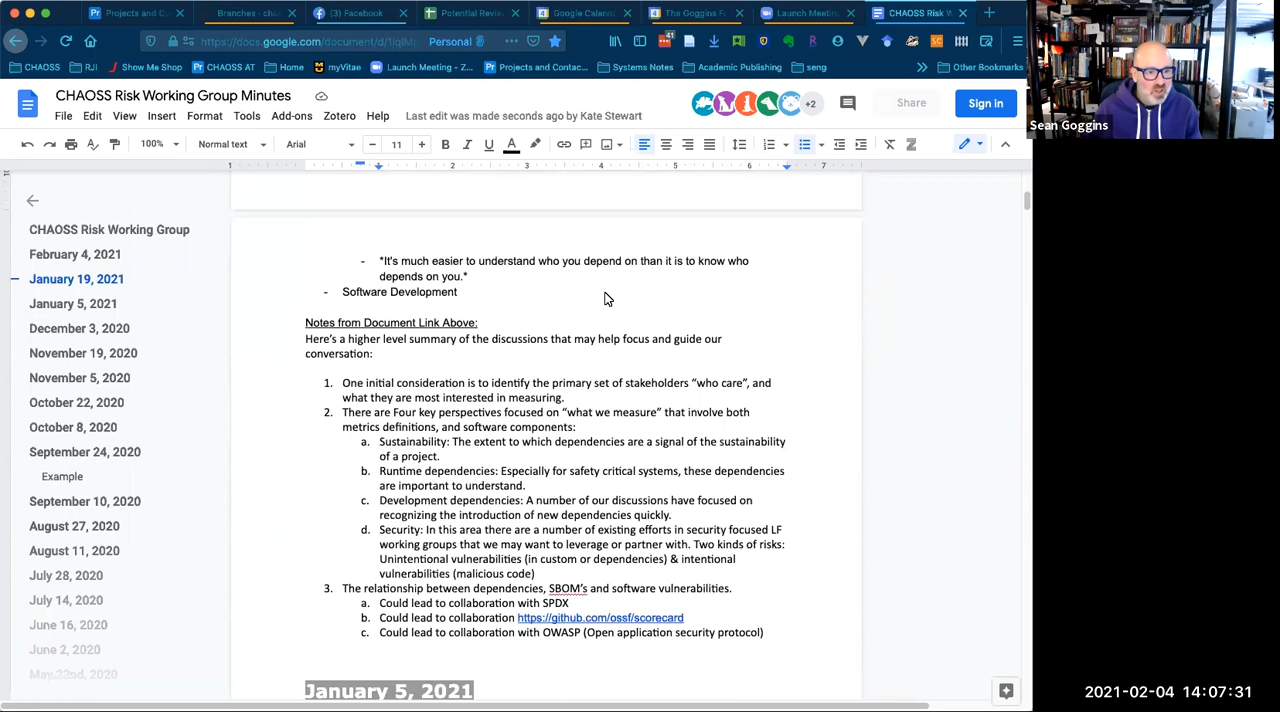 Projects and C
Branches - cha
(3) Facebook
Potential Revie
Google Calend
The Goggins Fa
Launch Meetin
CHAOSS Risk W
Personal
41
CHAOSS
RJI
Show Me Shop
CHAOSS AT
Home
myVitae
Launch Meeting - Z...
Projects and Contac...
Systems Notes
Academic Publishing
seng
Other Bookmarks
CHAOSS Risk Working Group Minutes
+2
Share
Sign in
File Edit View Insert Format Tools Add-ons Zotero Help
Last edit was made seconds ago by Kate Stewart
100%
Normal text
Arial
11
1 1 2 3 4 5 6 7
CHAOSS Risk Working Group
February 4, 2021
January 19, 2021
January 5, 2021
December 3, 2020
November 19, 2020
November 5, 2020
October 22, 2020
October 8, 2020
September 24, 2020
Example
September 10, 2020
August 27, 2020
August 11, 2020
July 28, 2020
July 14, 2020
June 16, 2020
June 2, 2020
May 22nd, 2020
- *It's much easier to understand who you depend on than it is to know who
depends on you.*
- Software Development
Notes from Document Link Above:
Here's a higher level summary of the discussions that may help focus and guide our
conversation:
1. One initial consideration is to identify the primary set of stakeholders “who care”, and
what they are most interested in measuring.
2. There are Four key perspectives focused on “what we measure” that involve both
metrics definitions, and software components:
a. Sustainability: The extent to which dependencies are a signal of the sustainability
of a project.
b. Runtime dependencies: Especially for safety critical systems, these dependencies
are important to understand.
c. Development dependencies: A number of our discussions have focused on
recognizing the introduction of new dependencies quickly.
d. Security: In this area there are a number of existing efforts in security focused LF
working groups that we may want to leverage or partner with. Two kinds of risks:
Unintentional vulnerabilities (in custom or dependencies) & intentional
vulnerabilities (malicious code)
3. The relationship between dependencies, SBOM's and software vulnerabilities.
a. Could lead to collaboration with SPDX
b. Could lead to collaboration https://github.com/ossf/scorecard
c. Could lead to collaboration with OWASP (Open application security protocol)
January 5, 2021
Sean Goggins
2021-02-04 14:07:31